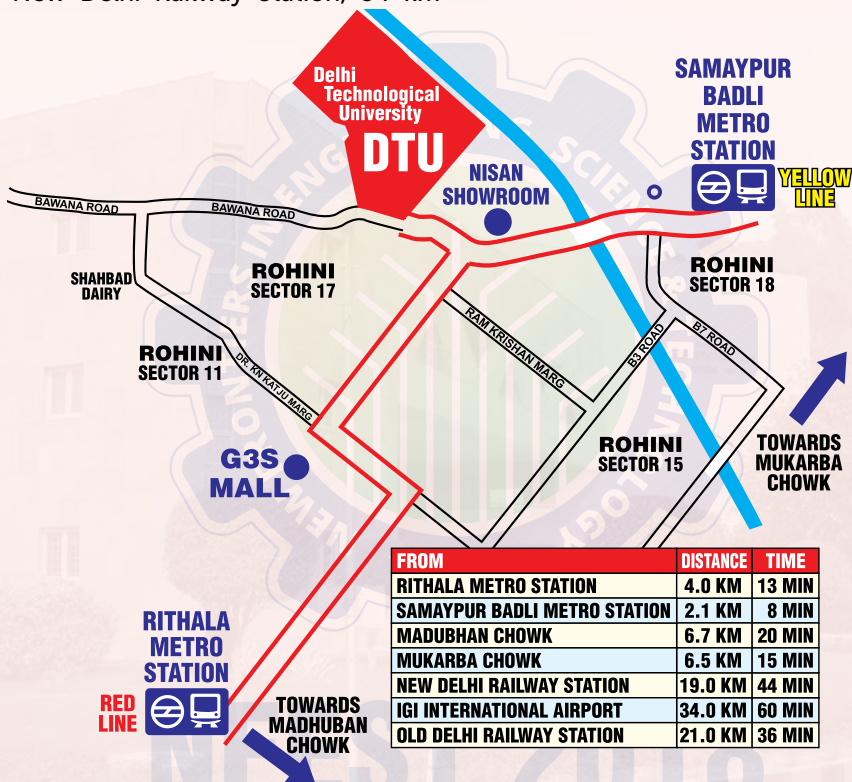 New Delhi Railway Station, 34 km
Delhi
Technological
University
DTU
SAMAYPUR
BADLI
METRO
STATION
YELLOW
LINE
NISAN
SHOWROOM
BAWANA ROAD
BAWANA ROAD
SHAHBAD
DAIRY
ROHINI
SECTOR 17
ROHINI
SECTOR 18
ROHINI
SECTOR 11
DR. KN KATJU MARG
RAM KRISHAN MARG
B3 ROAD
B7 ROAD
G3S
MALL
ROHINI
SECTOR 15
TOWARDS
MUKARBA
CHOWK
RITHALA
METRO
STATION
RED
LINE
TOWARDS
MADHUBAN
CHOWK
FROM DISTANCE TIME
RITHALA METRO STATION 4.0 KM 13 MIN
SAMAYPUR BADLI METRO STATION 2.1 KM 8 MIN
MADUBHAN CHOWK 6.7 KM 20 MIN
MUKARBA CHOWK 6.5 KM 15 MIN
NEW DELHI RAILWAY STATION 19.0 KM 44 MIN
IGI INTERNATIONAL AIRPORT 34.0 KM 60 MIN
OLD DELHI RAILWAY STATION 21.0 KM 36 MIN